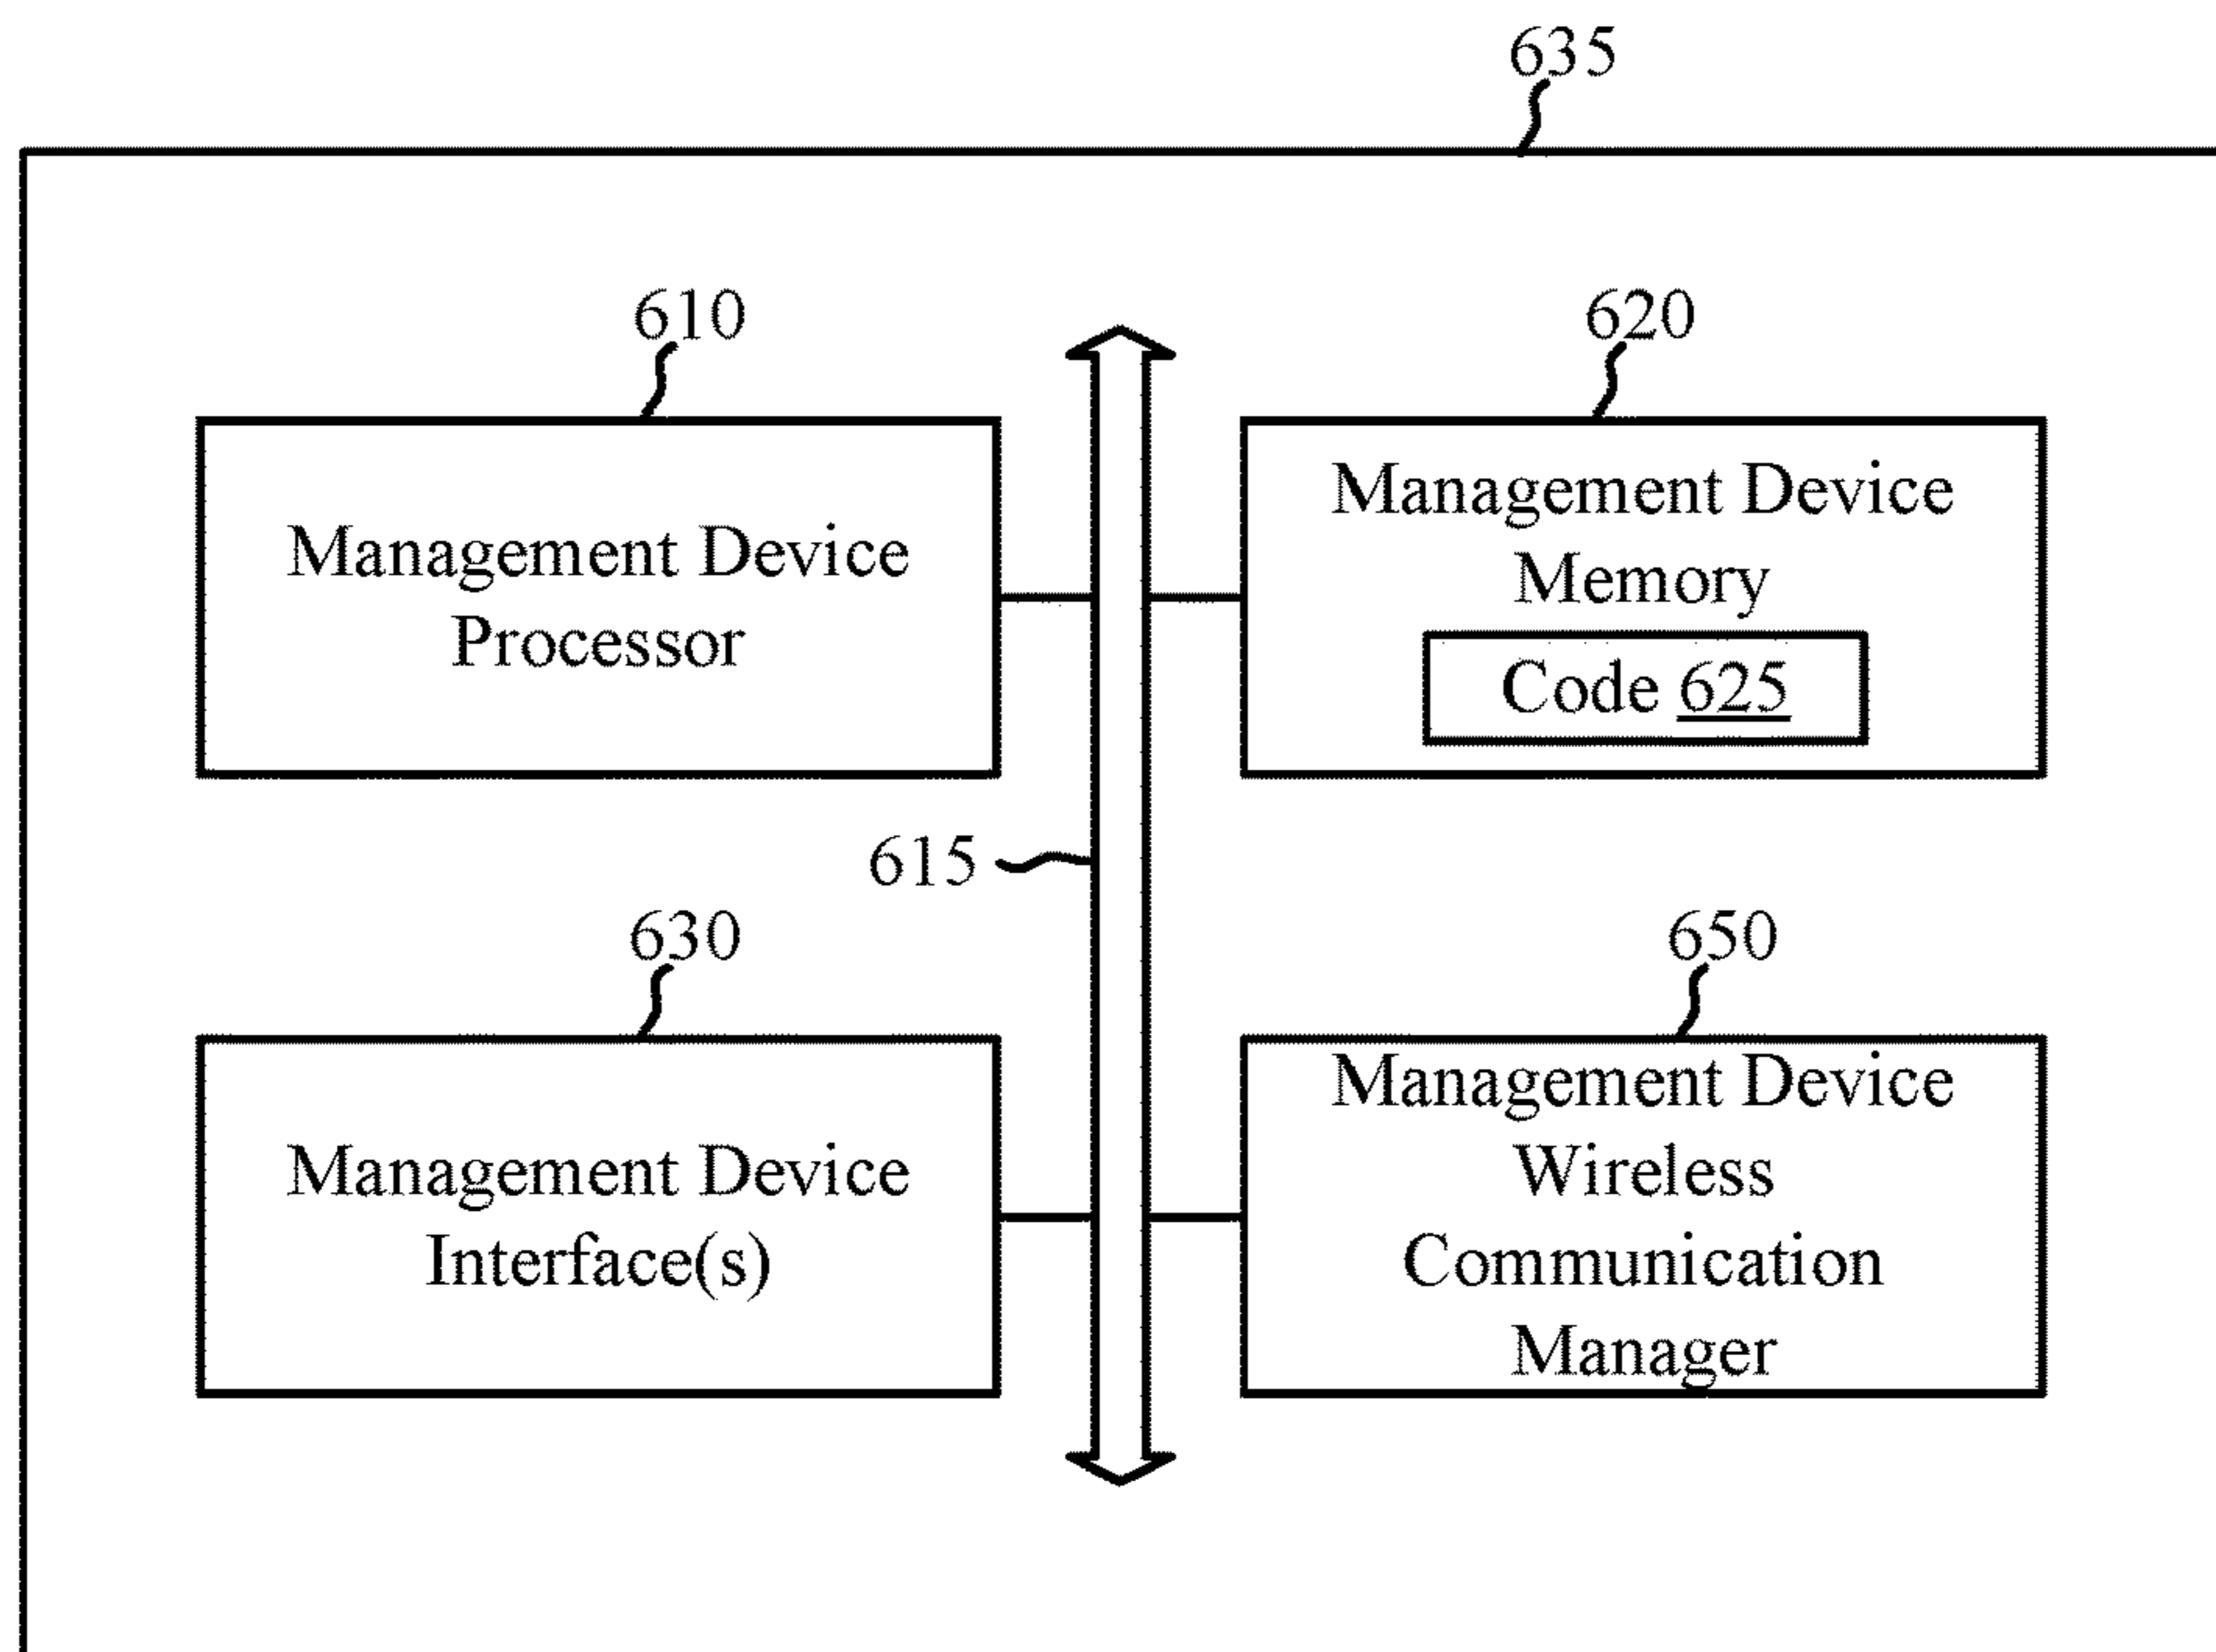 635
610
620
Management Device
Processor
Management Device
Memory
Code 625
615
630
650
Management Device
Interface(s)
Management Device
Wireless
Communication
Manager